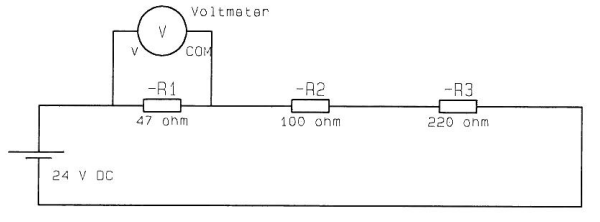 Voltmeter
V
V COM
-R1 -R2 -R3
47 ohm 100 ohm 220 ohm
24 V DC